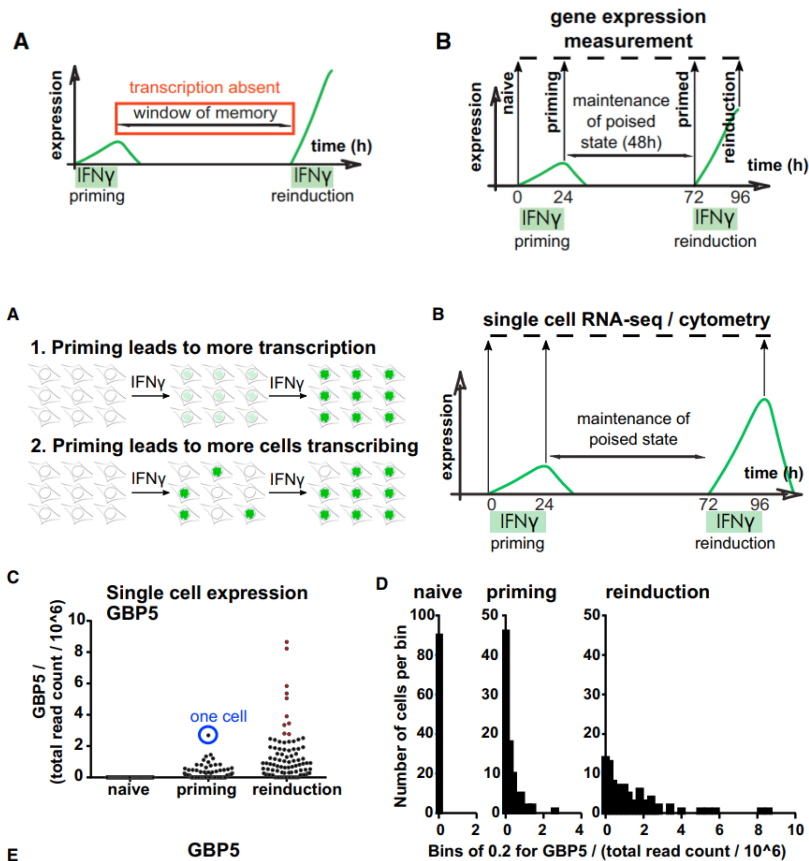 A
expression
transcription absent
window of memory
time (h)
IFNγ
priming
IFNγ
reinduction
B
gene expression
measurement
expression
naive
priming
primed
reinduction
maintenance
of poised
state (48h)
time (h)
0 24 72 96
IFNγ
priming
IFNγ
reinduction
A
1. Priming leads to more transcription
IFNγ IFNγ
2. Priming leads to more cells transcribing
IFNγ IFNγ
B
single cell RNA-seq / cytometry
expression
maintenance of
poised state
time (h)
0 24 72 96
IFNγ
priming
IFNγ
reinduction
C
Single cell expression
GBP5
GBP5 /
(total read count / 10^6)
10
8
6
4
2
0
one cell
naive priming reinduction
D
naive priming reinduction
Number of cells per bin
100
80
60
40
20
0
0 2
50
40
30
20
10
0
0 2 4
50
40
30
20
10
0
0 2 4 6 8 10
Bins of 0.2 for GBP5 / (total read count / 10^6)
E
GBP5